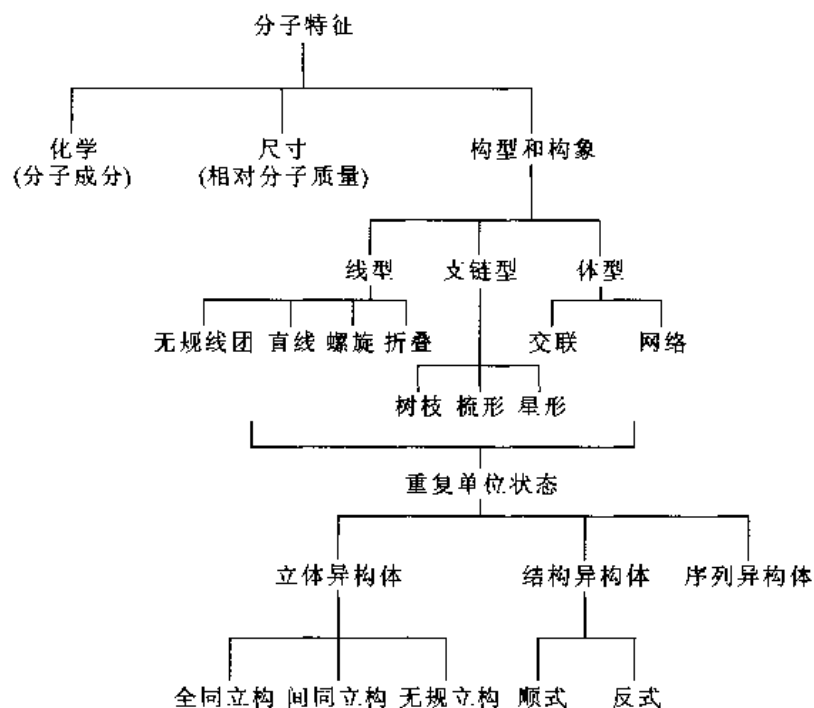 分子特征
化学 尺寸 构型和构象
(分子成分) (相对分子质量)
线型 支链型 体型
无规线团 直线 螺旋 折叠 交联 网络
树枝 梳形 星形
重复单位状态
立体异构体 结构异构体 序列异构体
全同立构 间同立构 无规立构 顺式 反式